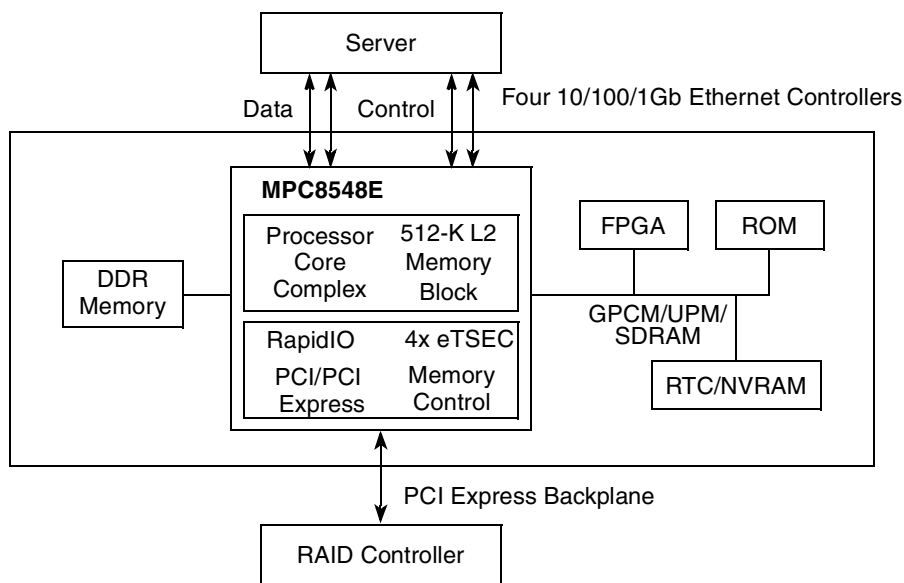 Server
Data
Control
Four 10/100/1Gb Ethernet Controllers
MPC8548E
Processor
Core
Complex
512-K L2
Memory
Block
RapidIO
4x eTSEC
PCI/PCI
Express
Memory
Control
DDR
Memory
FPGA
ROM
GPCM/UPM/
SDRAM
RTC/NVRAM
PCI Express Backplane
RAID Controller